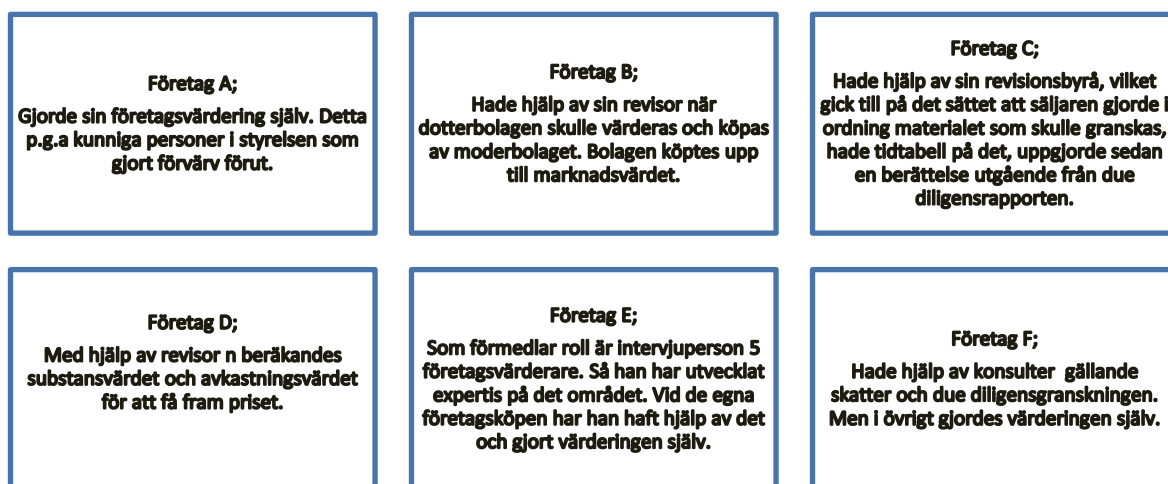 Företag A;
Gjorde sin företagsvärdering själv. Detta
p.g.a kunniga personer i styrelsen som
gjort förvärv förut.
Företag B;
Hade hjälp av sin revisor när
dotterbolagen skulle värderas och köpas
av moderbolaget. Bolagen köptes upp
till marknadsvärdet.
Företag C;
Hade hjälp av sin revisionsbyrå, vilket
gick till på det sättet att säljaren gjorde i
ordning materialet som skulle granskas,
hade tidtabell på det, uppgjorde sedan
en berättelse utgående från due
diligensrapporten.
Företag D;
Med hjälp av revisor n beräkandes
substansvärdet och avkastningsvärdet
för att få fram priset.
Företag E;
Som förmedlar roll är intervjuperson 5
företagsvärderare. Så han har utvecklat
expertis på det området. Vid de egna
företagsköpen har han haft hjälp av det
och gjort värderingen själv.
Företag F;
Hade hjälp av konsulter gällande
skatter och due diligensgranskningen.
Men i övrigt gjordes värderingen själv.